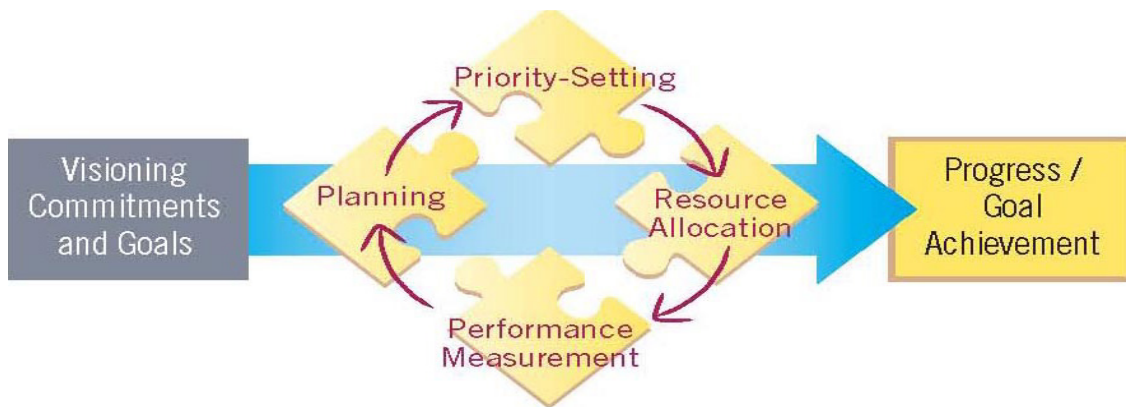 Visioning
Commitments
and Goals
Planning
Priority-Setting
Resource
Allocation
Performance
Measurement
Progress /
Goal
Achievement